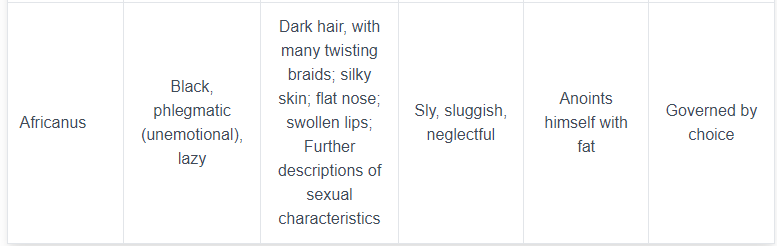 Africanus
Black,
phlegmatic
(unemotional),
lazy
Dark hair, with
many twisting
braids; silky
skin; flat nose;
swollen lips;
Further
descriptions of
sexual
characteristics
Sly, sluggish,
neglectful
Anoints
himself with
fat
Governed by
choice